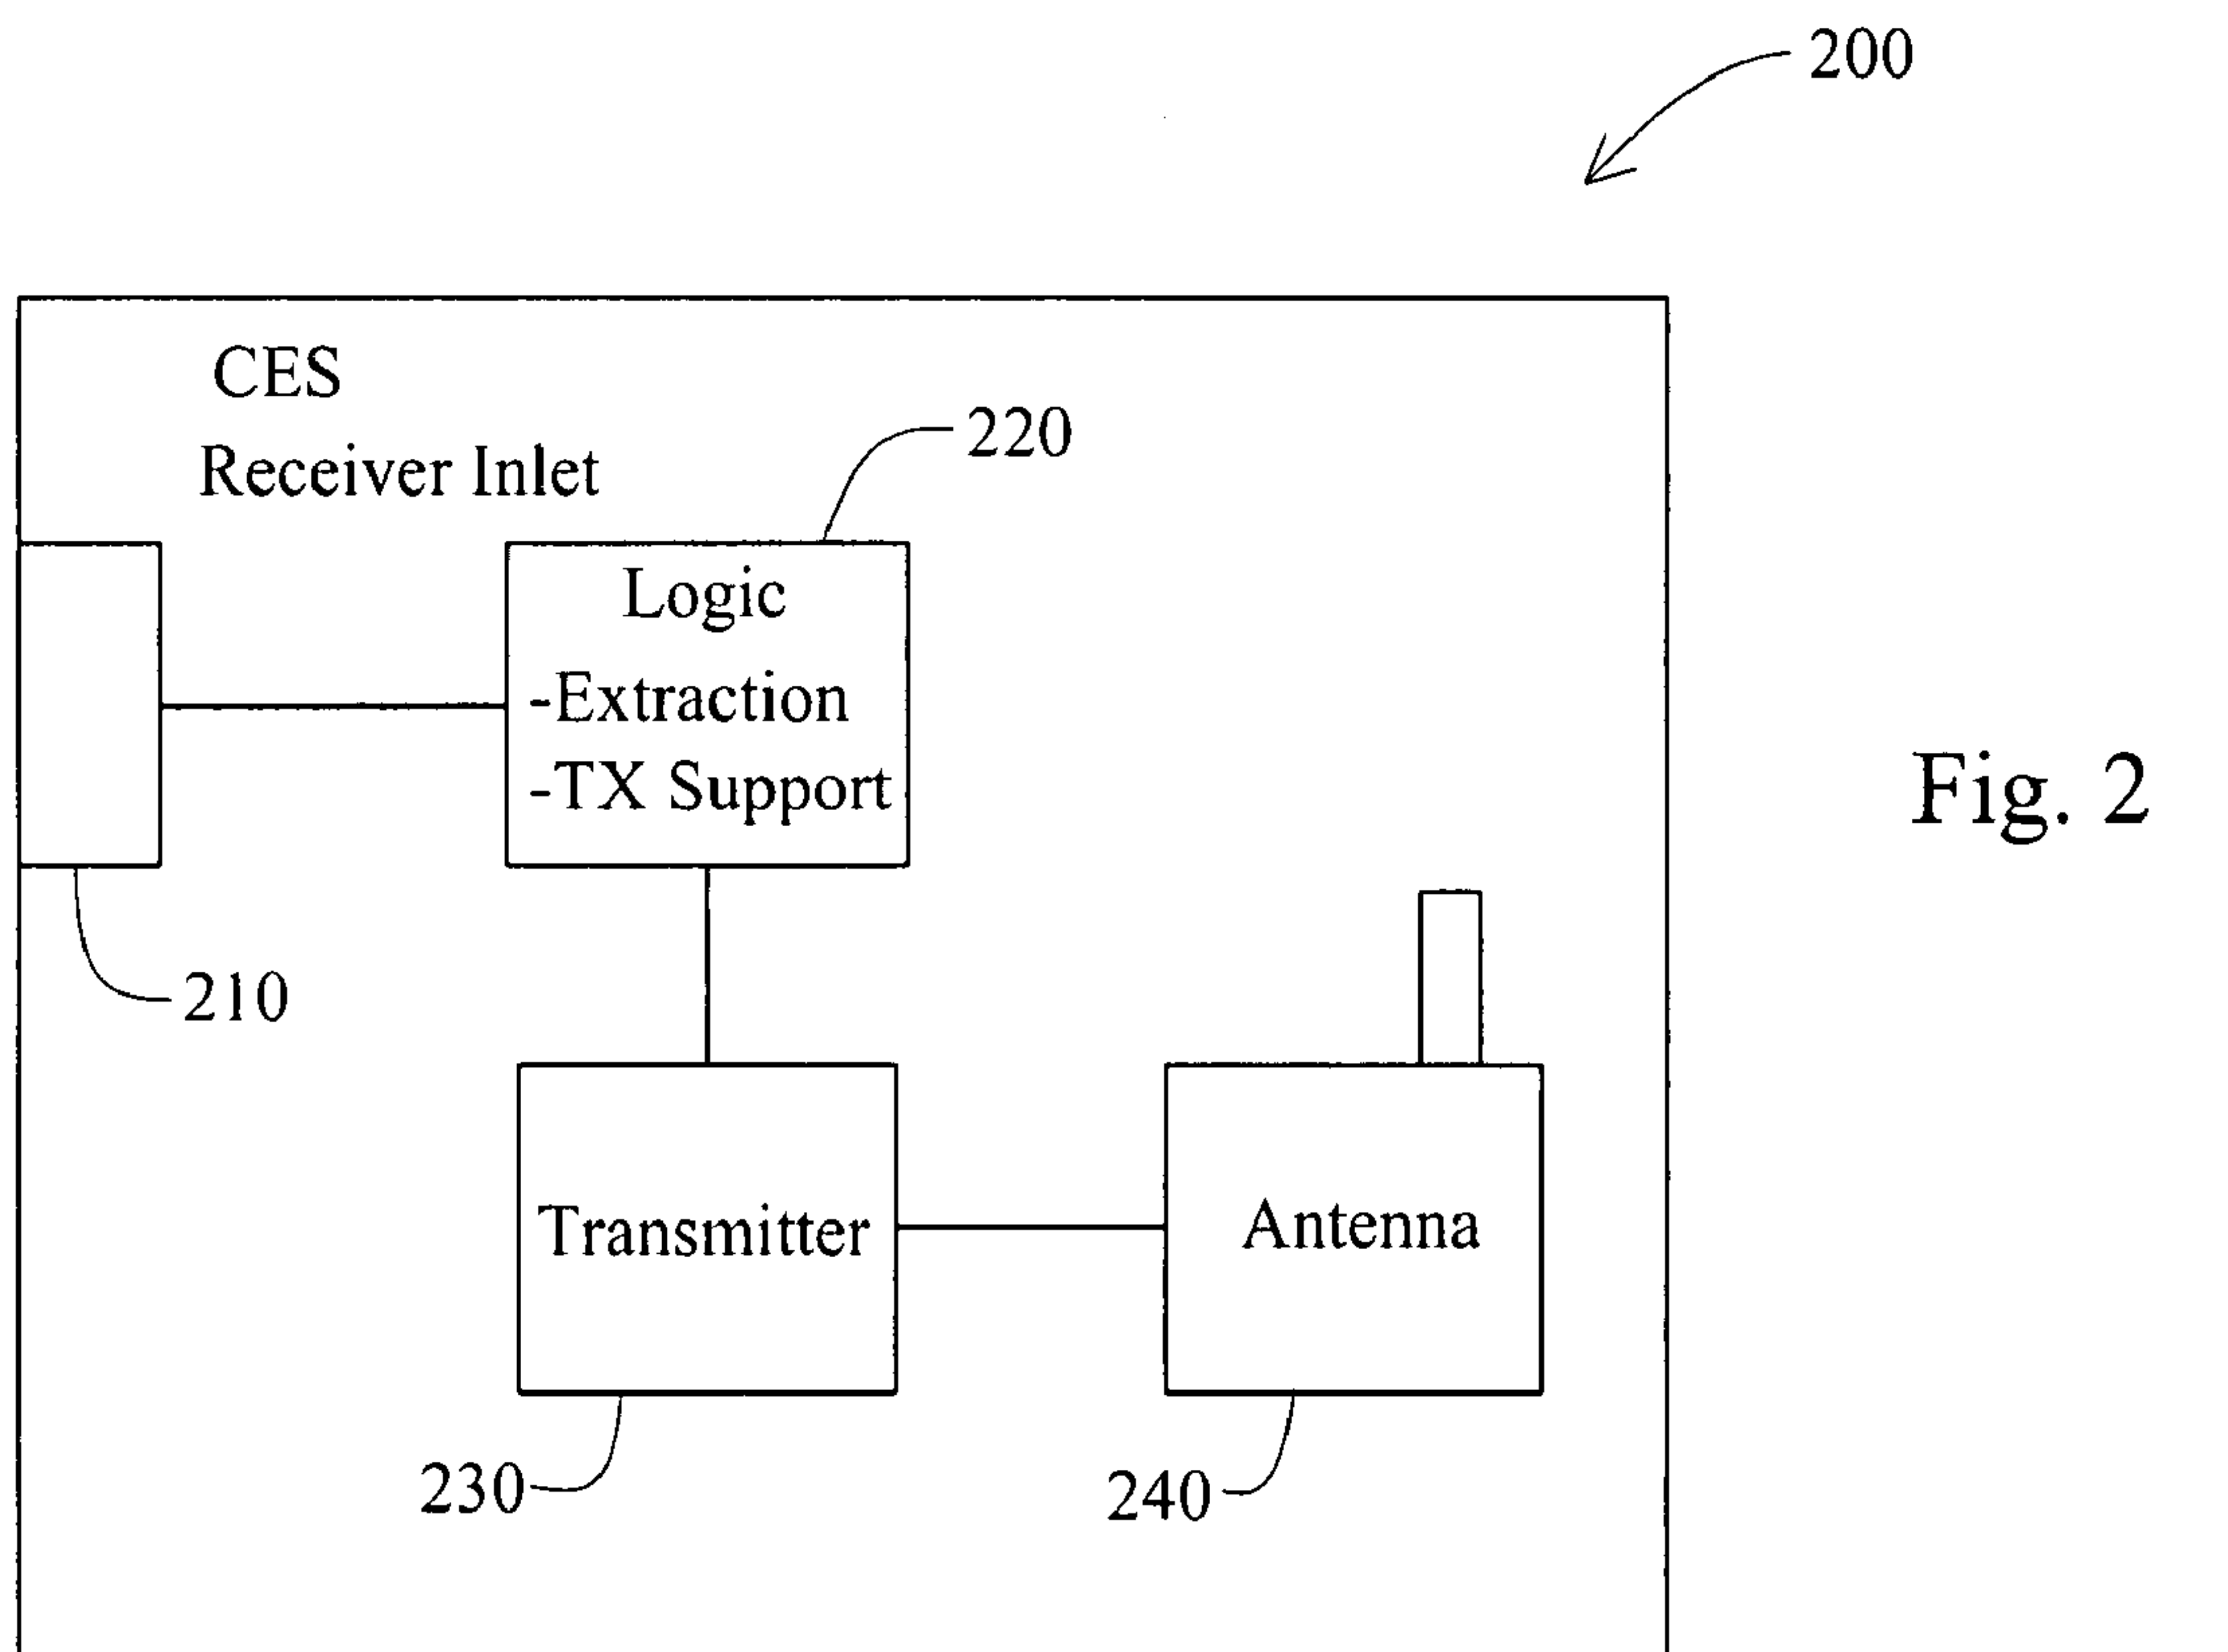 200
CES
Receiver Inlet
220
Logic
-Extraction
-TX Support
Fig. 2
210
Transmitter
Antenna
230
240